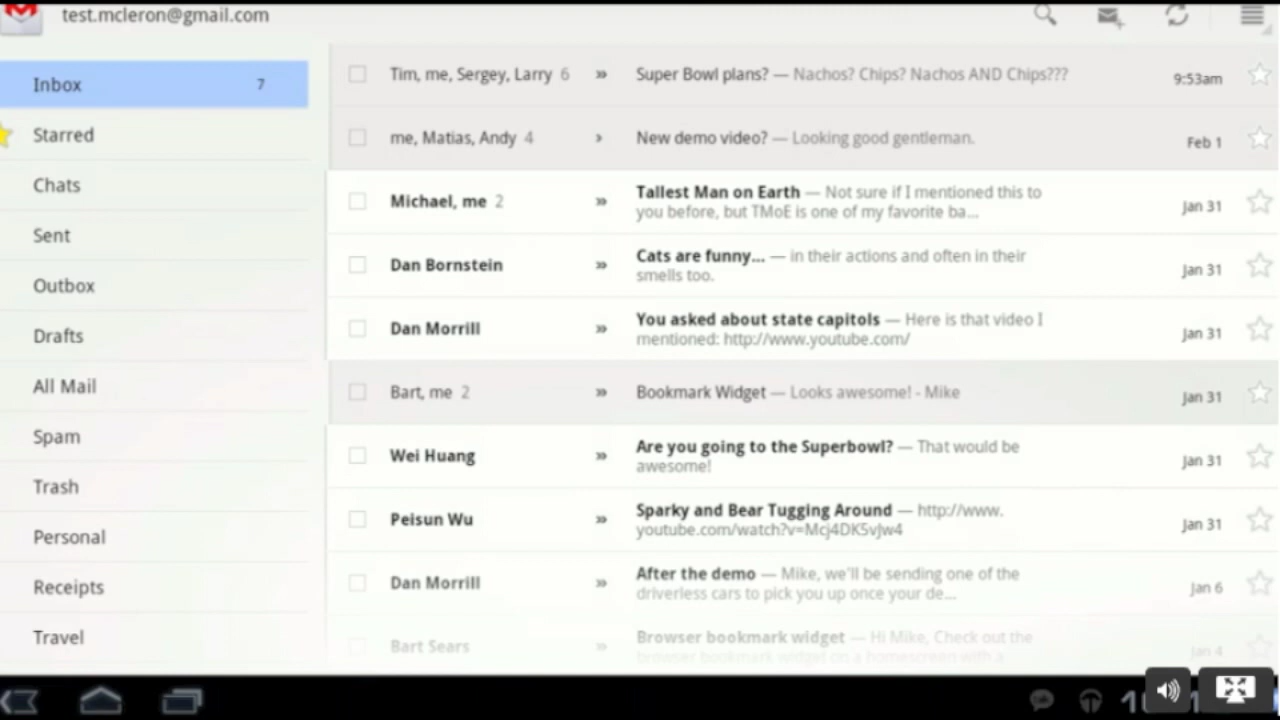 test.mcleron@gmail.com
Inbox 7
Starred
Chats
Sent
Outbox
Drafts
All Mail
Spam
Trash
Personal
Receipts
Travel
Tim, me, Sergey, Larry 6 » Super Bowl plans? — Nachos? Chips? Nachos AND Chips??? 9:53am
me, Matias, Andy 4 › New demo video? — Looking good gentleman. Feb 1
Michael, me 2 » Tallest Man on Earth — Not sure if I mentioned this to
you before, but TMoE is one of my favorite ba... Jan 31
Dan Bornstein » Cats are funny... — in their actions and often in their
smells too. Jan 31
Dan Morrill » You asked about state capitols — Here is that video I
mentioned: http://www.youtube.com/ Jan 31
Bart, me 2 » Bookmark Widget — Looks awesome! - Mike Jan 31
Wei Huang » Are you going to the Superbowl? — That would be
awesome! Jan 31
Peisun Wu » Sparky and Bear Tugging Around — http://www.
youtube.com/watch?v=Mcj4DK5vJw4 Jan 31
Dan Morrill » After the demo — Mike, we'll be sending one of the
driverless cars to pick you up once your de... Jan 6
Bart Sears » Browser bookmark widget — Hi Mike, Check out the
browser bookmark widget on a homescreen with a Jan 4